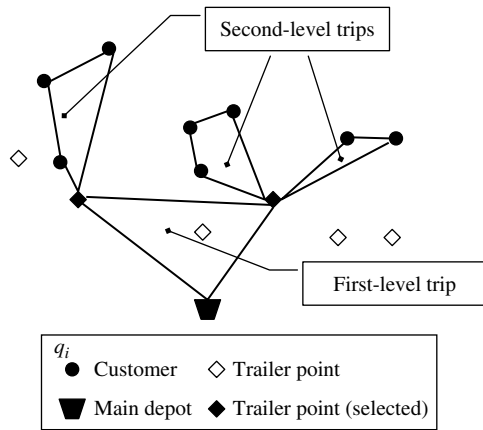 Second-level trips
First-level trip
q_i
Customer
Trailer point
Main depot
Trailer point (selected)